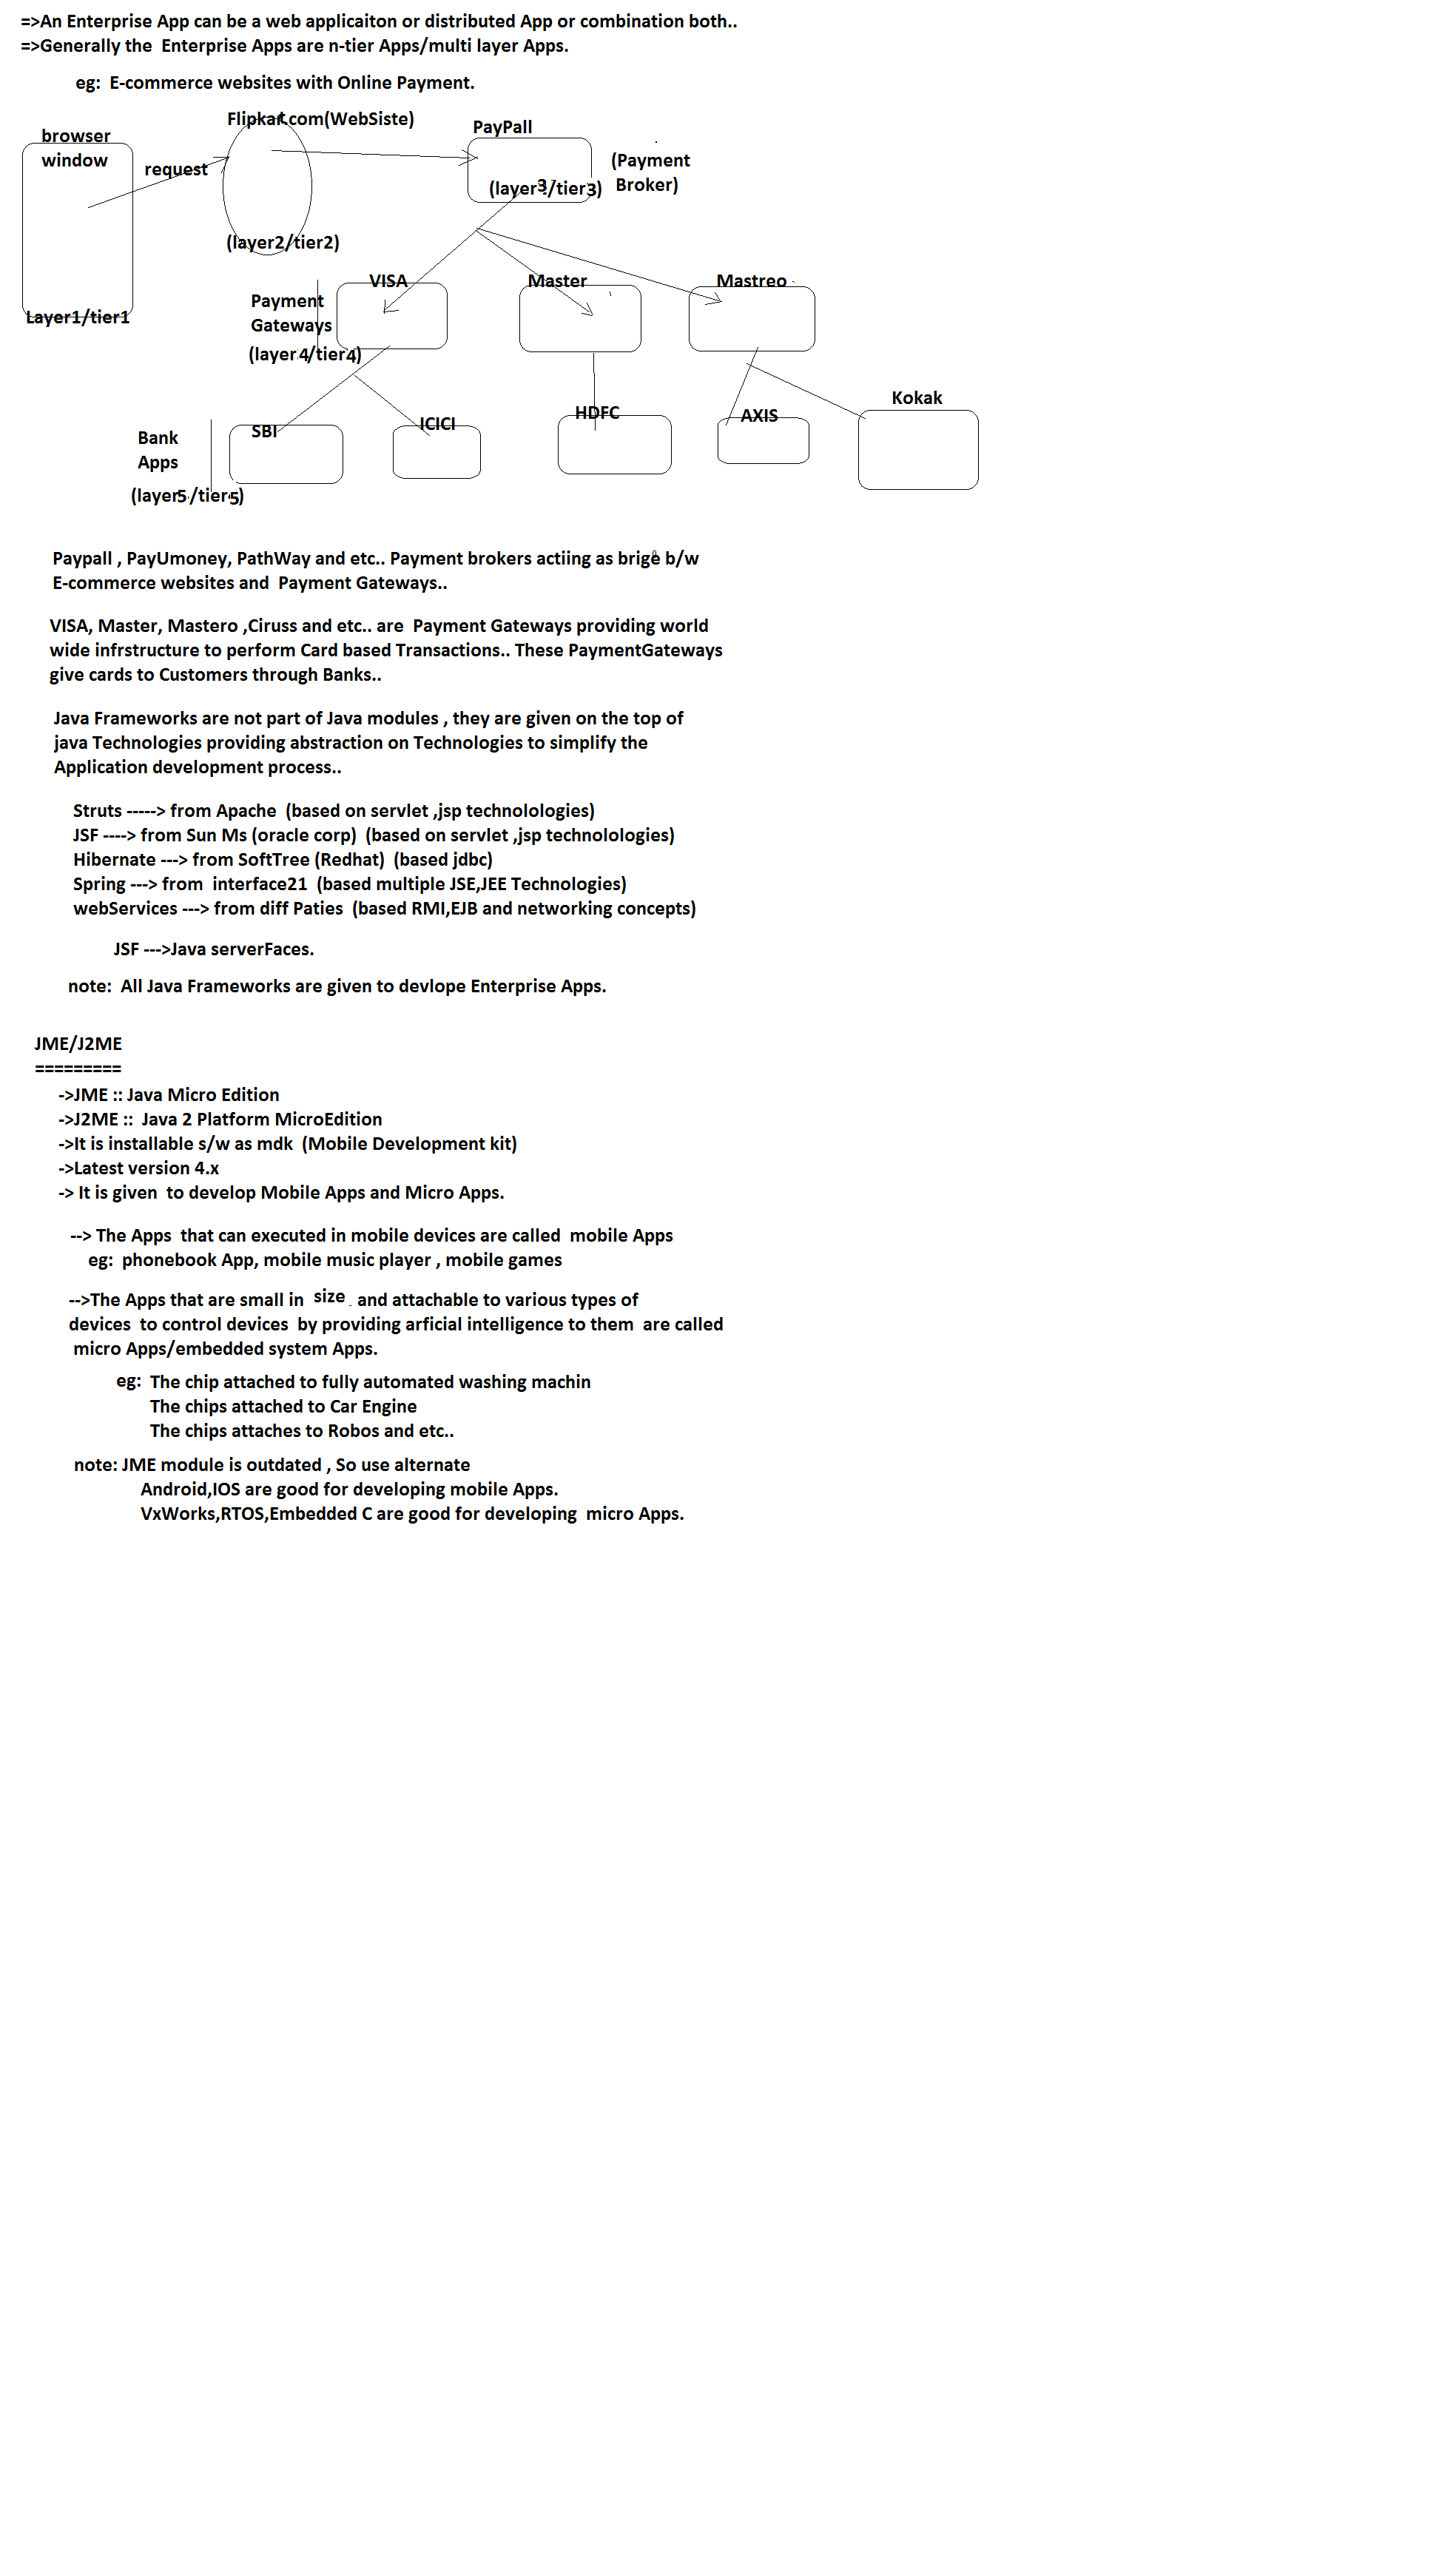 =>An Enterprise App can be a web applicaiton or distributed App or combination both..
=>Generally the  Enterprise Apps are n-tier Apps/multi layer Apps.
eg:  E-commerce websites with Online Payment.
Flipkat.com(WebSiste)
PayPall
browser
window
request
(Payment
Broker)
(layer3/tier3)
(layer2/tier2)
VISA
Master
Mastreo
Payment
Gateways
Layer1/tier1
(layer4/tier4)
Kokak
SBI
ICICI
HDFC
AXIS
Bank
Apps
(layer5/tier5)
Paypall , PayUmoney, PathWay and etc.. Payment brokers actiing as brige b/w
E-commerce websites and  Payment Gateways..
VISA, Master, Mastero ,Ciruss and etc.. are  Payment Gateways providing world
wide infrstructure to perform Card based Transactions.. These PaymentGateways
give cards to Customers through Banks..
Java Frameworks are not part of Java modules , they are given on the top of
java Technologies providing abstraction on Technologies to simplify the
Application development process..
Struts -----> from Apache  (based on servlet ,jsp technolologies)
JSF ----> from Sun Ms (oracle corp)  (based on servlet ,jsp technolologies)
Hibernate ---> from SoftTree (Redhat)  (based jdbc)
Spring ---> from  interface21  (based multiple JSE,JEE Technologies)
webServices ---> from diff Paties  (based RMI,EJB and networking concepts)
JSF --->Java serverFaces.
note:  All Java Frameworks are given to devlope Enterprise Apps.
JME/J2ME
=========
->JME :: Java Micro Edition
->J2ME ::  Java 2 Platform MicroEdition
->It is installable s/w as mdk  (Mobile Development kit)
->Latest version 4.x
-> It is given  to develop Mobile Apps and Micro Apps.
--> The Apps  that can executed in mobile devices are called  mobile Apps
eg:  phonebook App, mobile music player , mobile games
-->The Apps that are small in  size  and attachable to various types of
devices  to control devices  by providing arficial intelligence to them  are called
micro Apps/embedded system Apps.
eg:  The chip attached to fully automated washing machin
The chips attached to Car Engine
The chips attaches to Robos and etc..
note: JME module is outdated , So use alternate
Android,IOS are good for developing mobile Apps.
VxWorks,RTOS,Embedded C are good for developing  micro Apps.